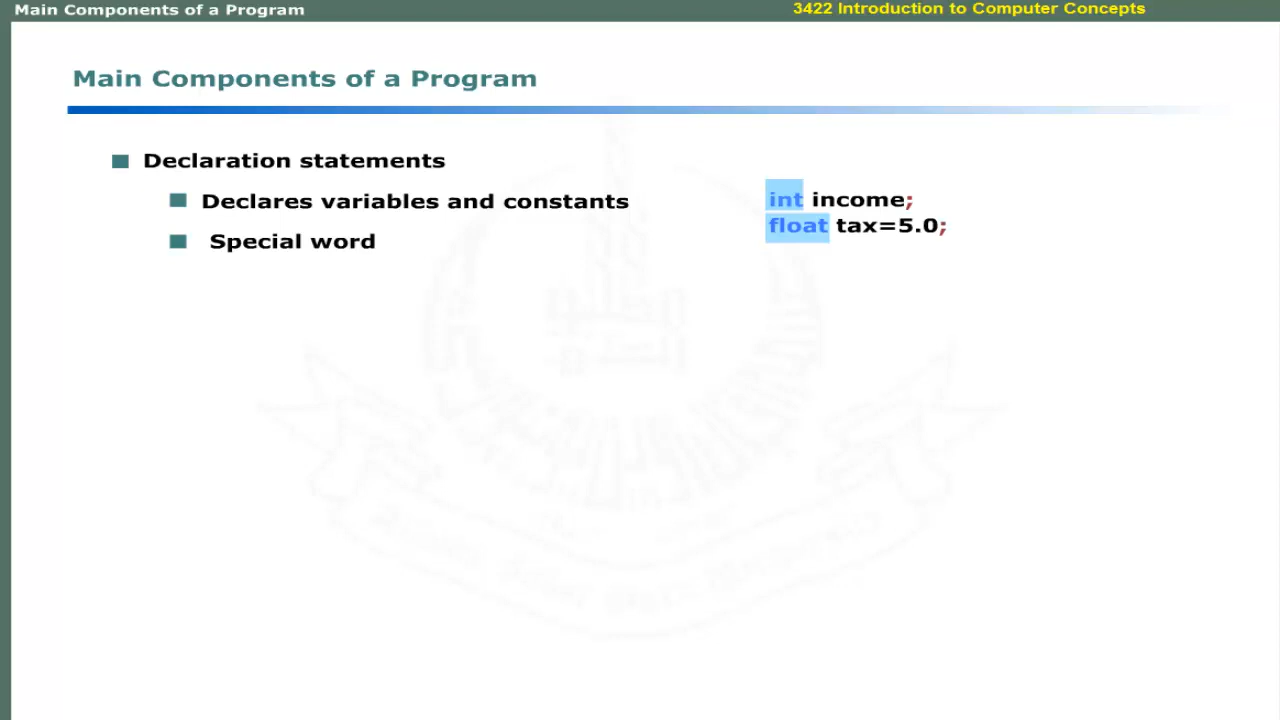 Main Components of a Program
3422 Introduction to Computer Concepts
Main Components of a Program
Declaration statements
Declares variables and constants
Special word
int income;
float tax=5.0;